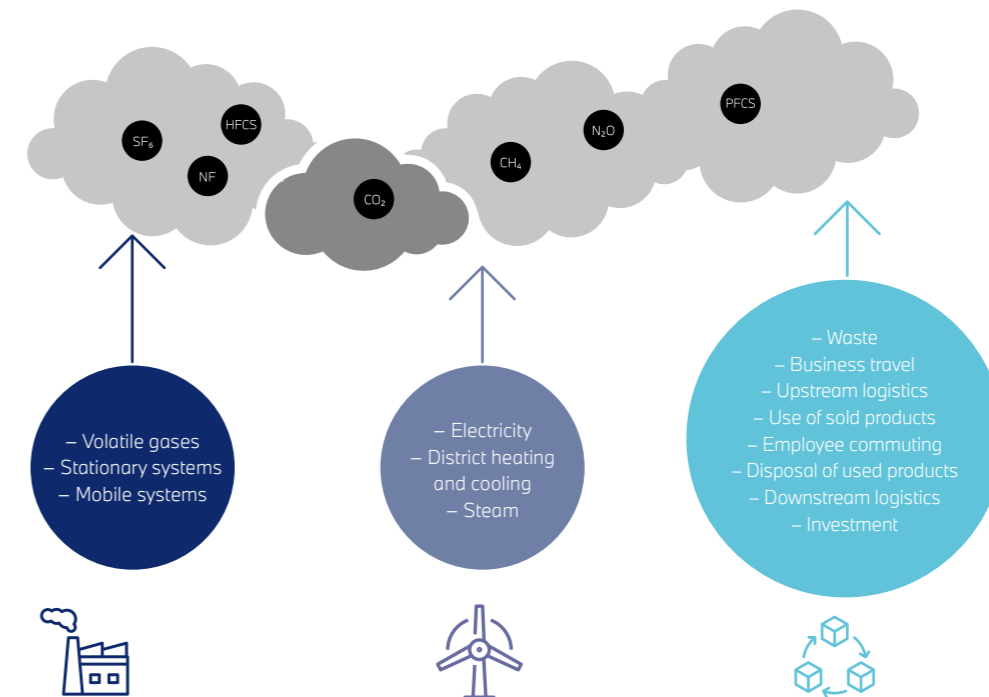 SF₆
HFCS
NF
CO₂
CH₄
N₂O
PFCS
– Volatile gases
– Stationary systems
– Mobile systems
– Electricity
– District heating
and cooling
– Steam
– Waste
– Business travel
– Upstream logistics
– Use of sold products
– Employee commuting
– Disposal of used products
– Downstream logistics
– Investment